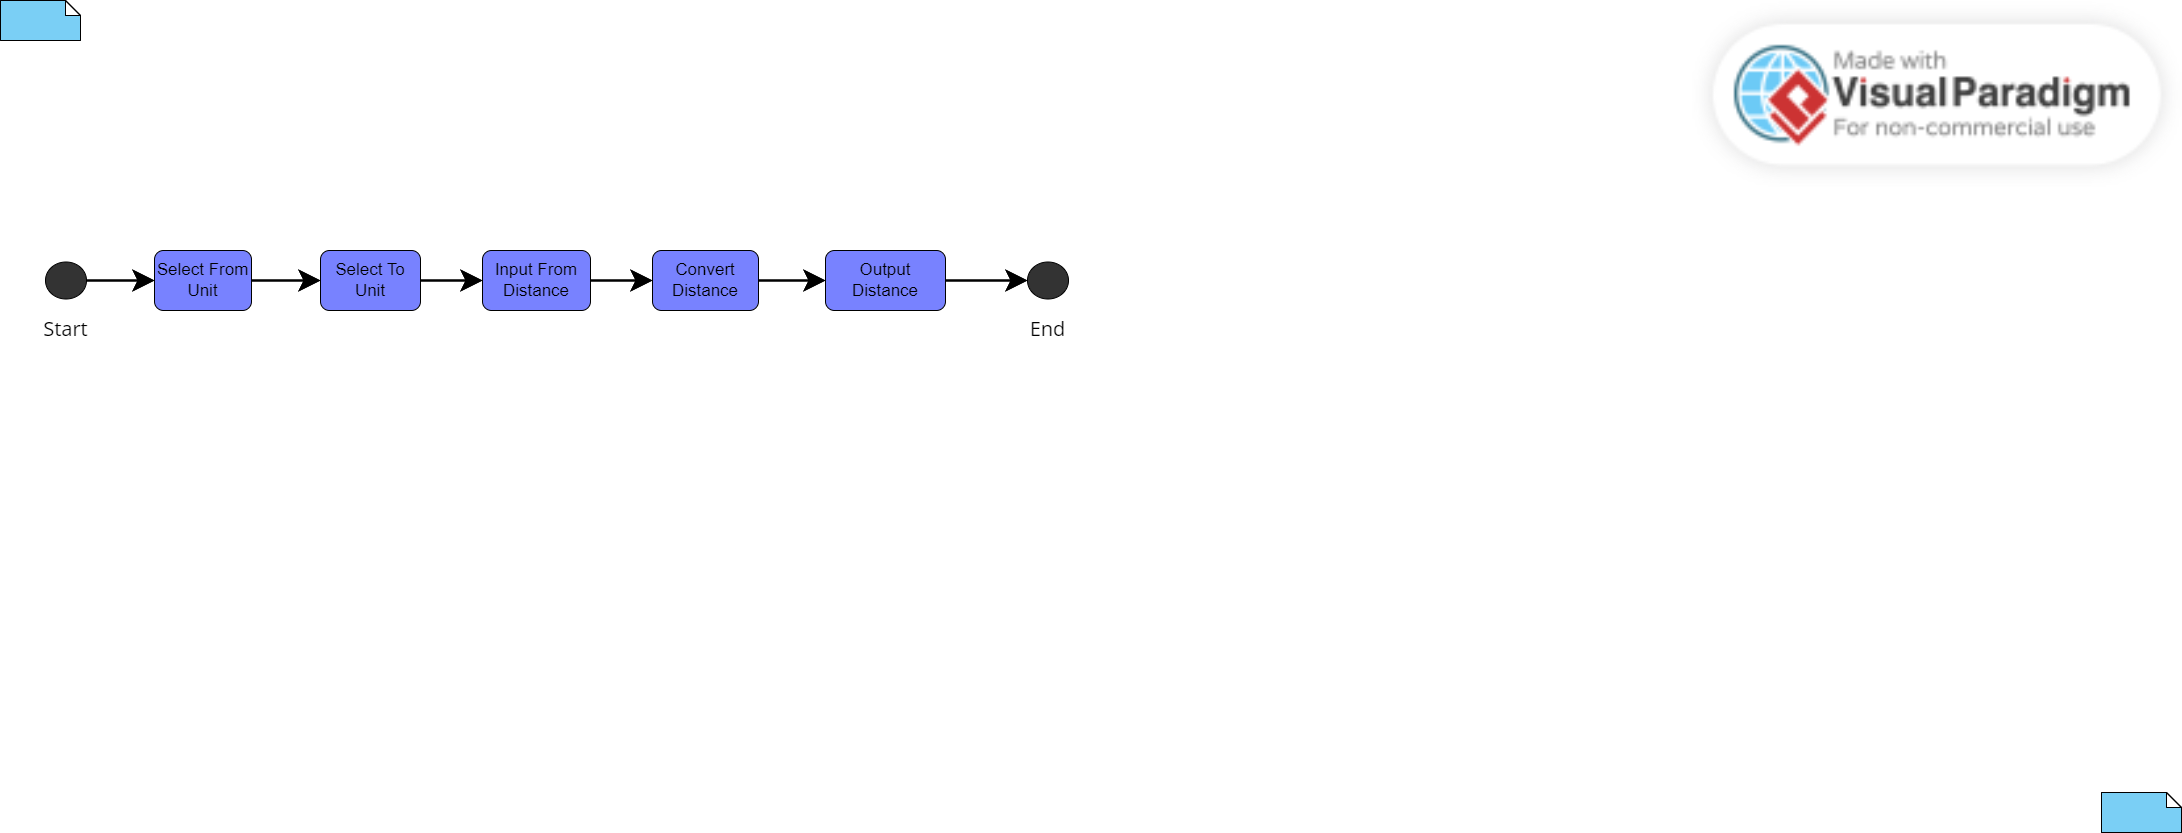 Made with
Visual Paradigm
For non-commercial use
Select From
Unit
Select To
Unit
Input From
Distance
Convert
Distance
Output
Distance
Start
End